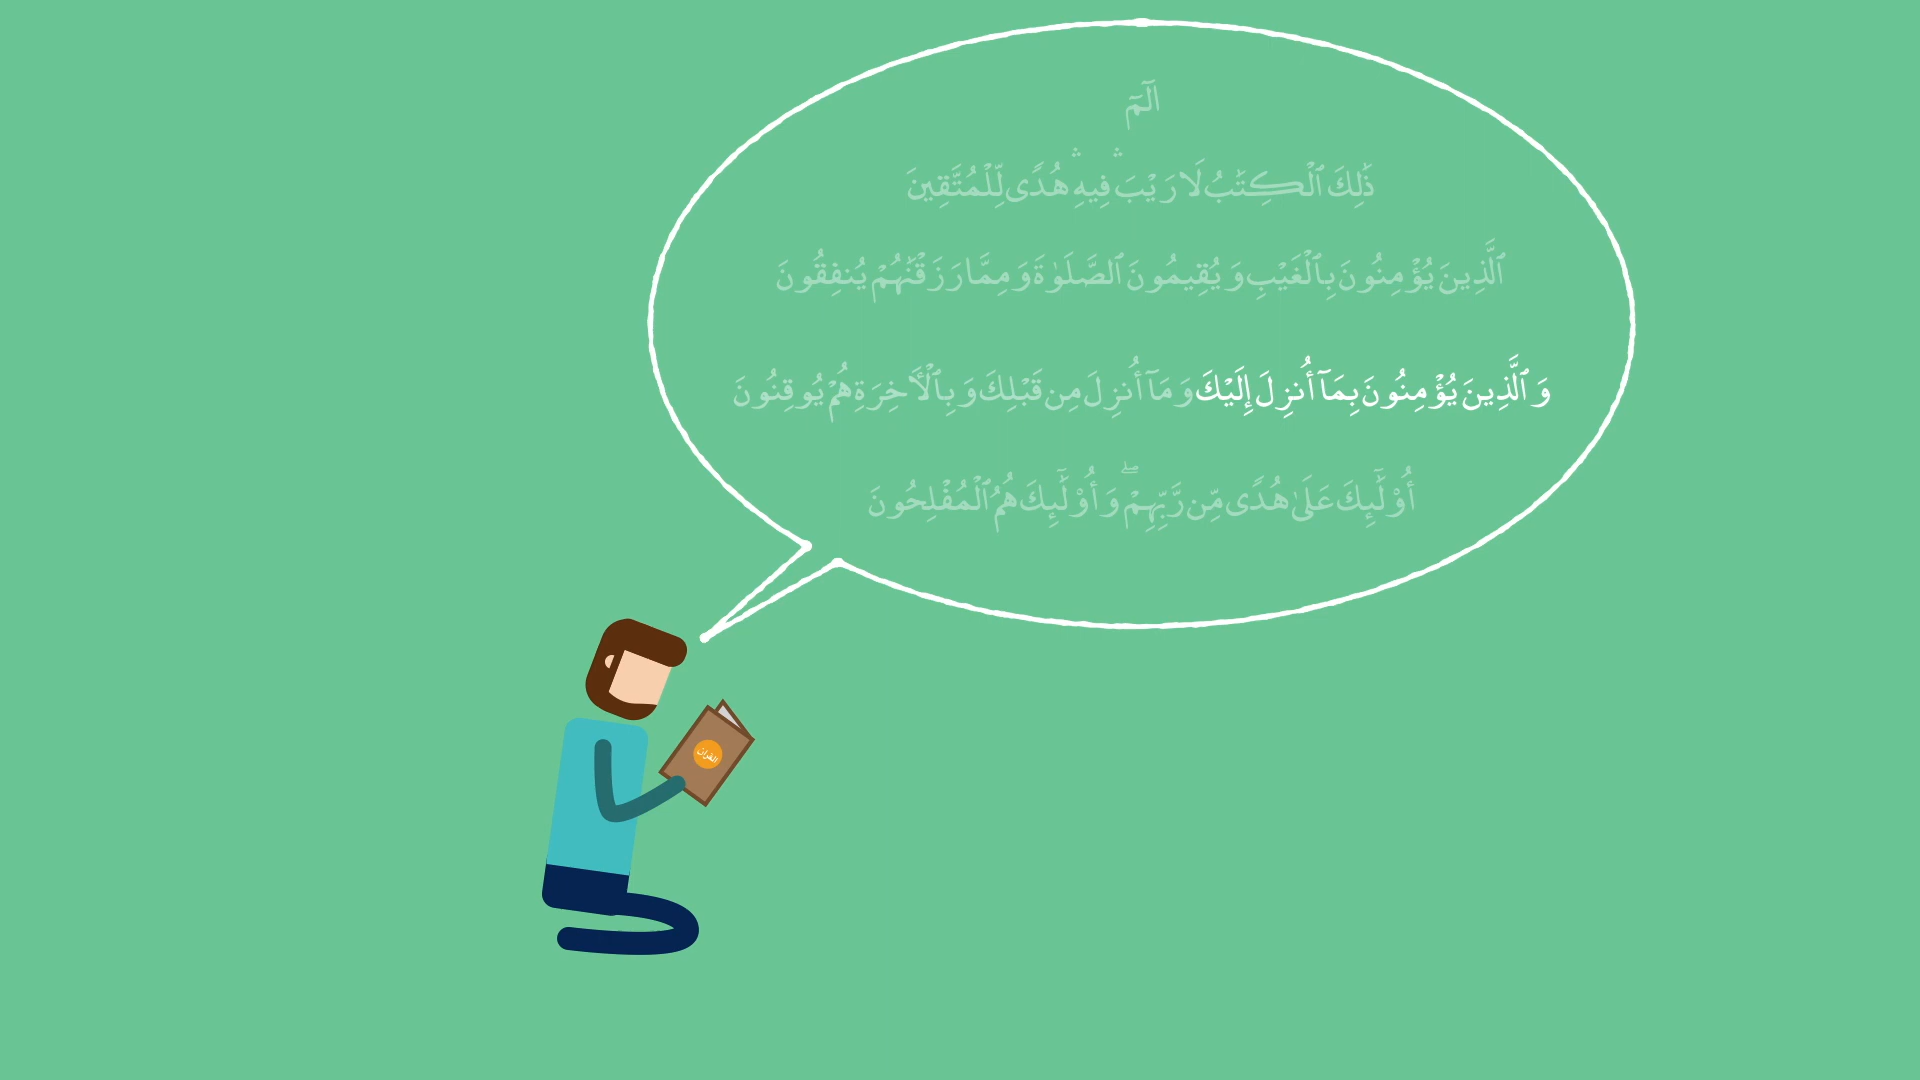 الٓمٓ
ذَٰلِكَ ٱلْكِتَٰبُ لَا رَيْبَ ۛ فِيهِ ۛ هُدًى لِّلْمُتَّقِينَ
ٱلَّذِينَ يُؤْمِنُونَ بِٱلْغَيْبِ وَيُقِيمُونَ ٱلصَّلَوٰةَ وَمِمَّا رَزَقْنَٰهُمْ يُنفِقُونَ
وَٱلَّذِينَ يُؤْمِنُونَ بِمَآ أُنزِلَ إِلَيْكَ وَمَآ أُنزِلَ مِن قَبْلِكَ وَبِٱلْأَخِرَةِ هُمْ يُوقِنُونَ
أُو۟لَٰٓئِكَ عَلَىٰ هُدًى مِّن رَّبِّهِمْ ۖ وَأُو۟لَٰٓئِكَ هُمُ ٱلْمُفْلِحُونَ
القرآن